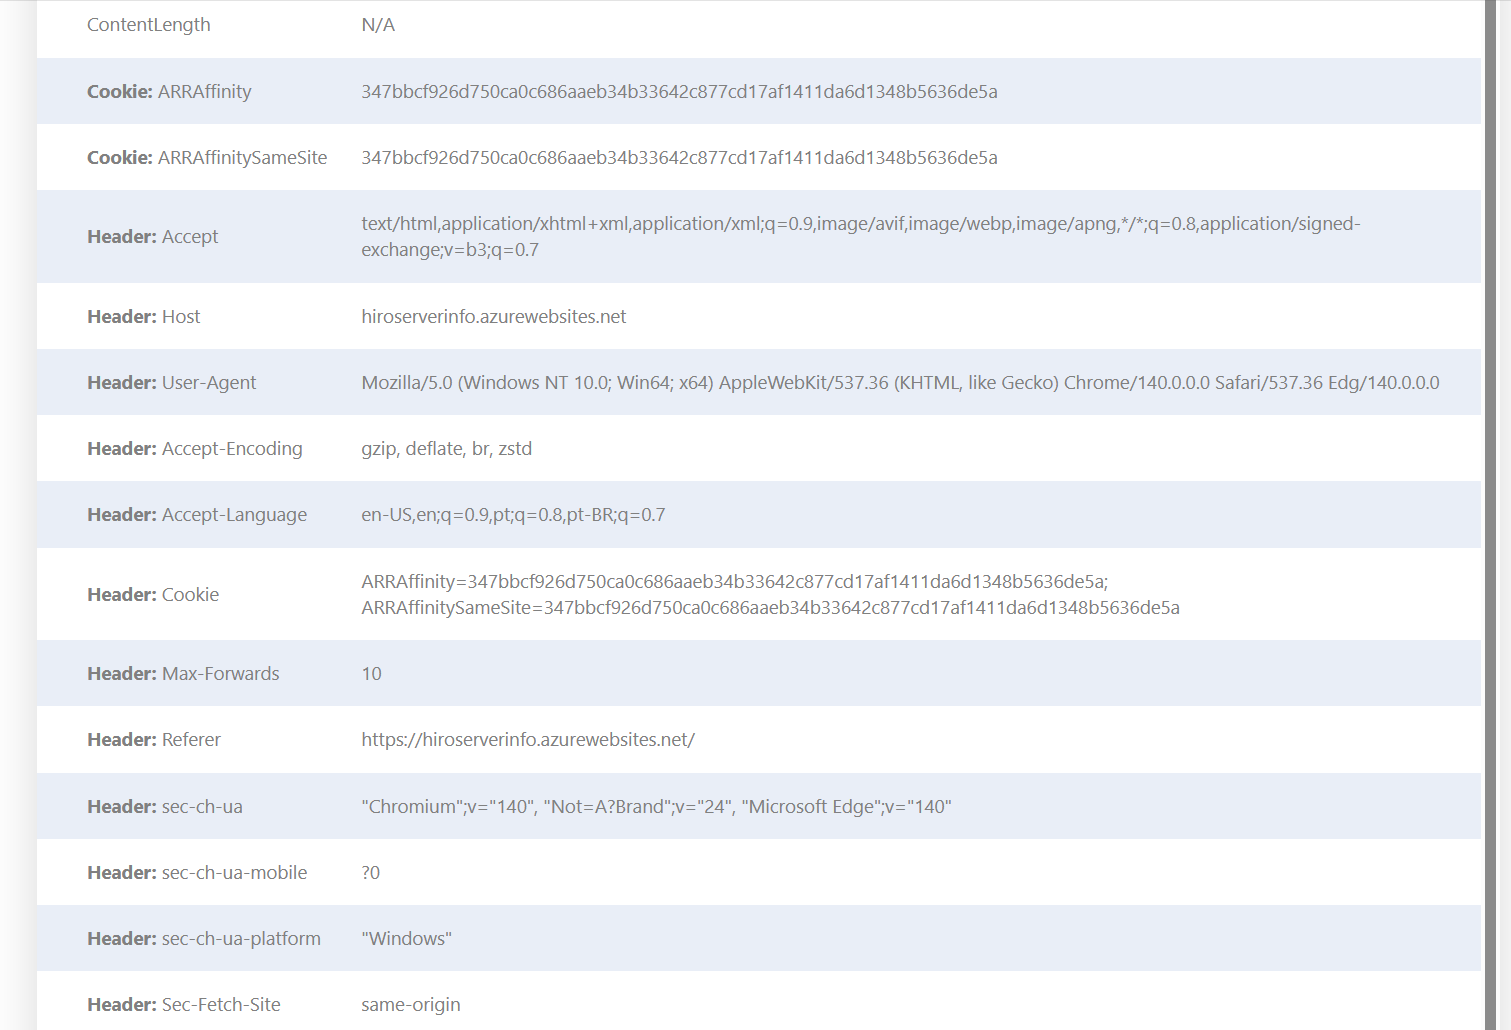 ContentLength N/A
Cookie: ARRAffinity 347bbcf926d750ca0c686aaeb34b33642c877cd17af1411da6d1348b5636de5a
Cookie: ARRAffinitySameSite 347bbcf926d750ca0c686aaeb34b33642c877cd17af1411da6d1348b5636de5a
Header: Accept text/html,application/xhtml+xml,application/xml;q=0.9,image/avif,image/webp,image/apng,*/*;q=0.8,application/signed-
exchange;v=b3;q=0.7
Header: Host hiroserverinfo.azurewebsites.net
Header: User-Agent Mozilla/5.0 (Windows NT 10.0; Win64; x64) AppleWebKit/537.36 (KHTML, like Gecko) Chrome/140.0.0.0 Safari/537.36 Edg/140.0.0.0
Header: Accept-Encoding gzip, deflate, br, zstd
Header: Accept-Language en-US,en;q=0.9,pt;q=0.8,pt-BR;q=0.7
Header: Cookie ARRAffinity=347bbcf926d750ca0c686aaeb34b33642c877cd17af1411da6d1348b5636de5a;
ARRAffinitySameSite=347bbcf926d750ca0c686aaeb34b33642c877cd17af1411da6d1348b5636de5a
Header: Max-Forwards 10
Header: Referer https://hiroserverinfo.azurewebsites.net/
Header: sec-ch-ua "Chromium";v="140", "Not=A?Brand";v="24", "Microsoft Edge";v="140"
Header: sec-ch-ua-mobile ?0
Header: sec-ch-ua-platform "Windows"
Header: Sec-Fetch-Site same-origin